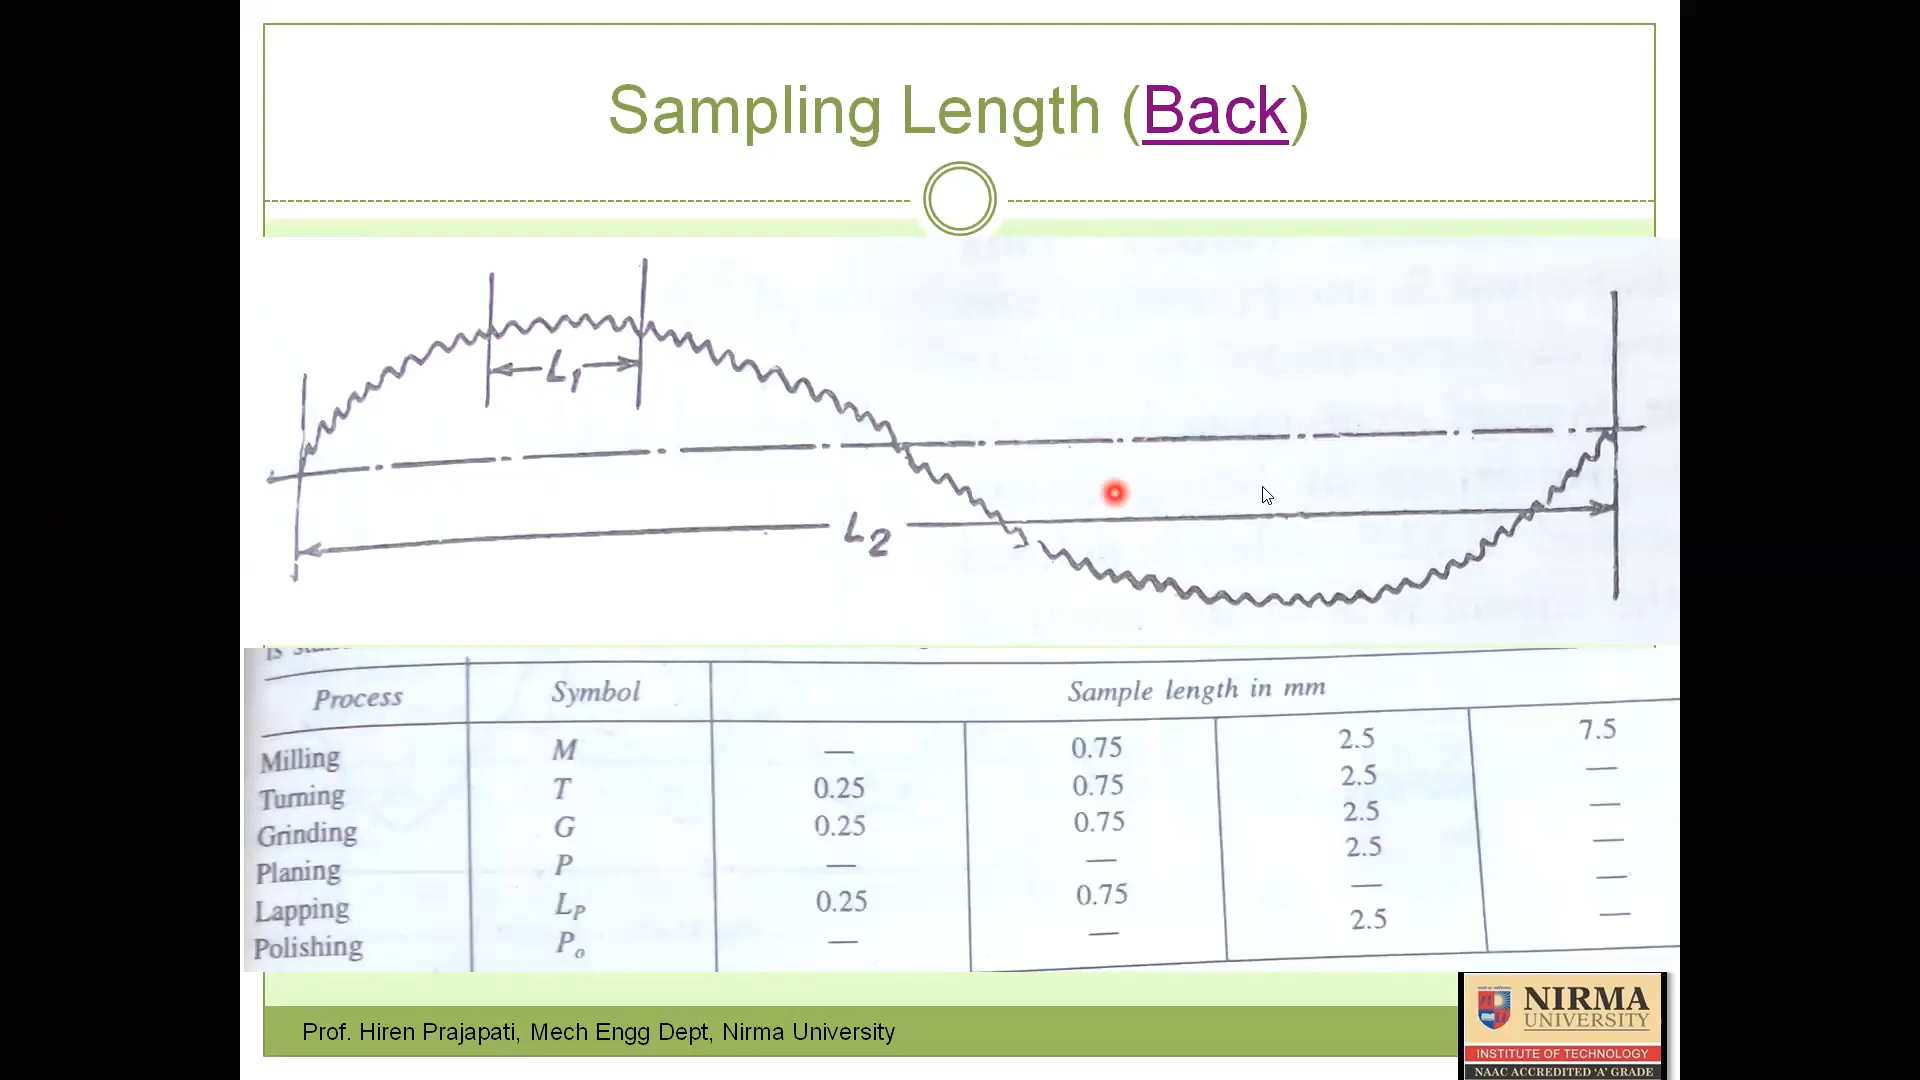 Sampling Length (Back)
L1
L2
Process Symbol Sample length in mm
Milling M — 0.75 2.5 7.5
Turning T 0.25 0.75 2.5 —
Grinding G 0.25 0.75 2.5 —
Planing P — — 2.5 —
Lapping LP 0.25 0.75 — —
Polishing Po — — 2.5 —
Prof. Hiren Prajapati, Mech Engg Dept, Nirma University
NIRMA
UNIVERSITY
INSTITUTE OF TECHNOLOGY
NAAC ACCREDITED 'A' GRADE